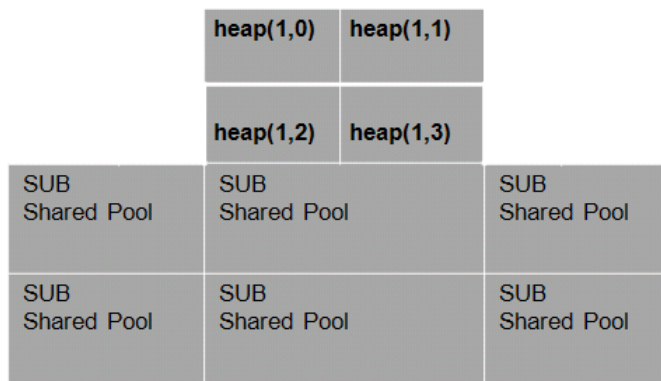 heap(1,0) heap(1,1)
heap(1,2) heap(1,3)
SUB SUB SUB
Shared Pool Shared Pool Shared Pool
SUB SUB SUB
Shared Pool Shared Pool Shared Pool